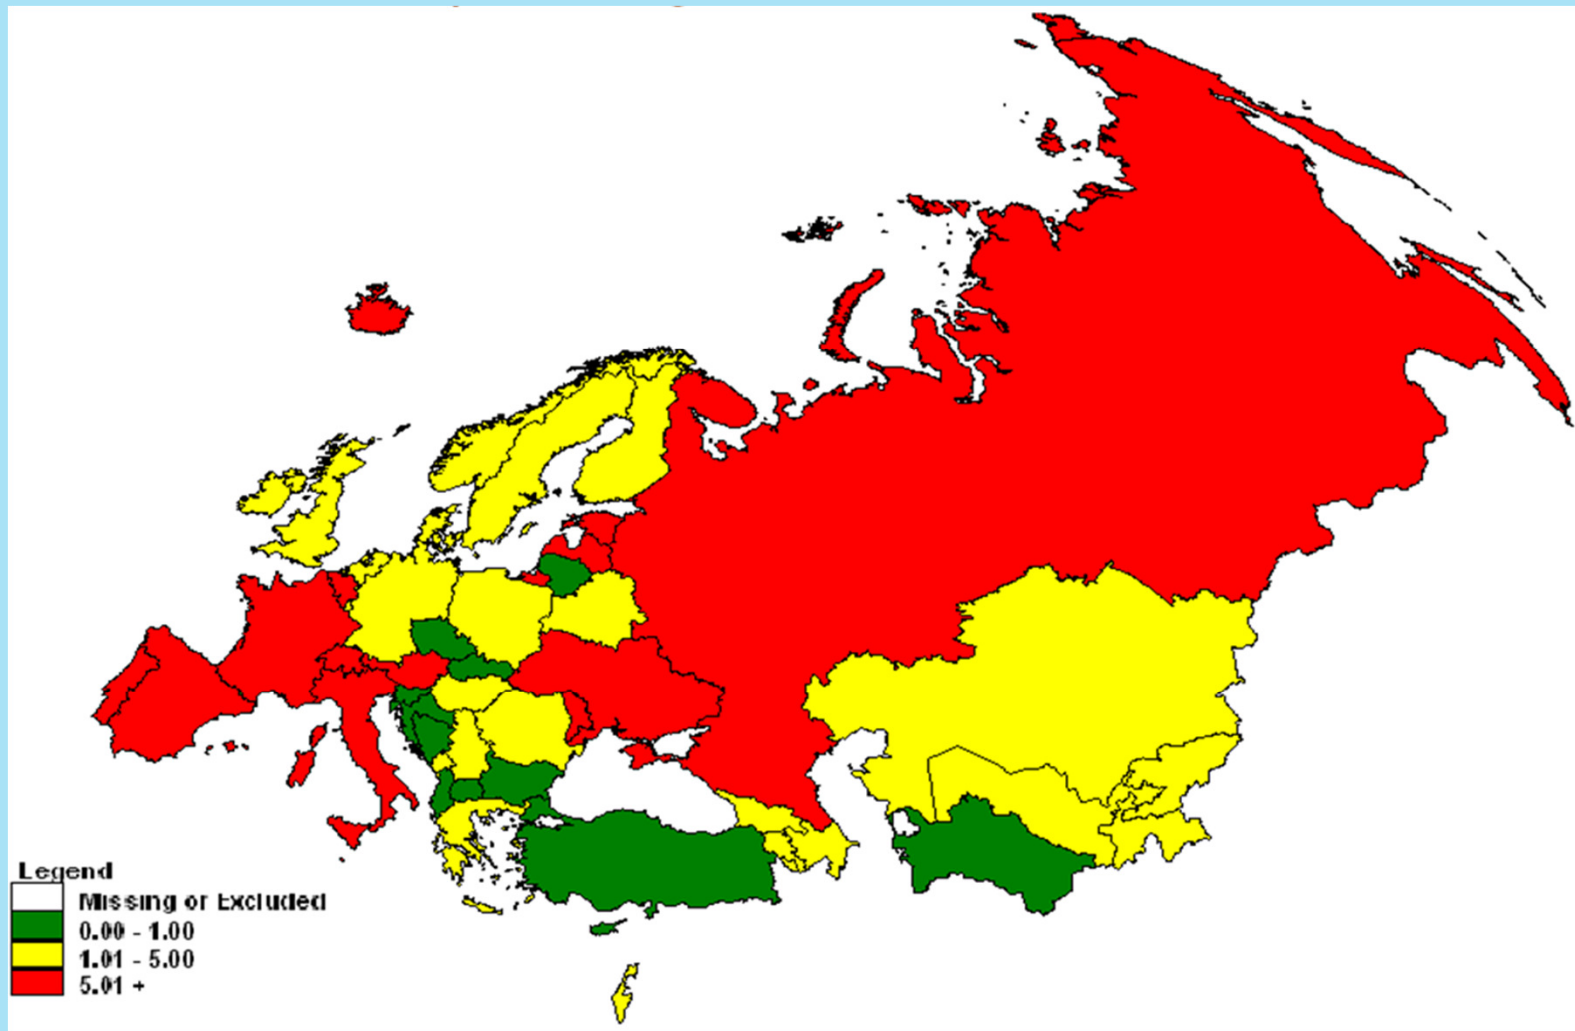 Legend
Missing or Excluded
0.00 - 1.00
1.01 - 5.00
5.01 +